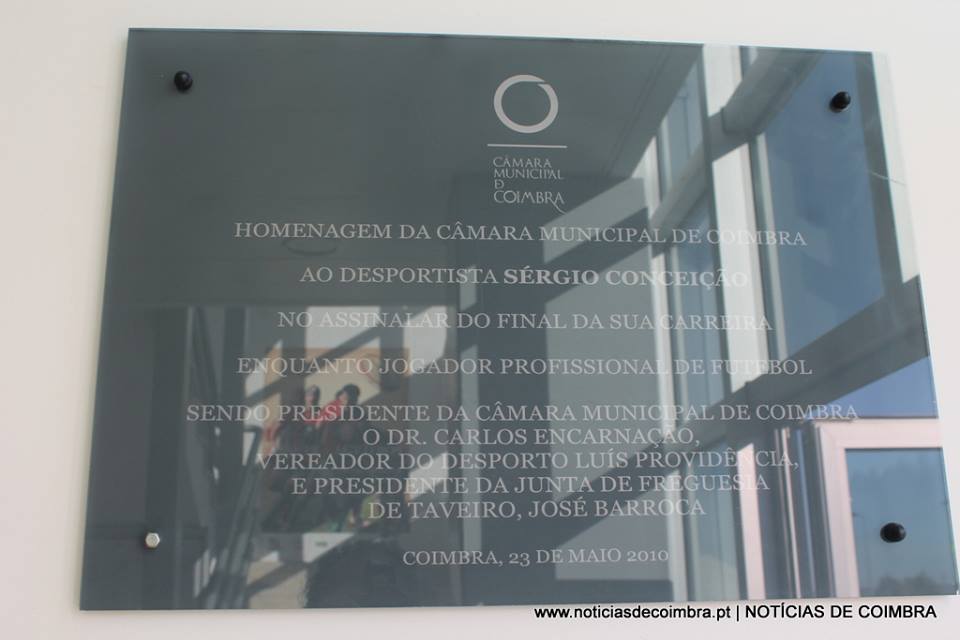 CÂMARA
MUNICIPAL
D
COIMBRA
HOMENAGEM DA CÂMARA MUNICIPAL DE COIMBRA
AO DESPORTISTA SÉRGIO CONCEIÇÃO
NO ASSINALAR DO FINAL DA SUA CARREIRA
ENQUANTO JOGADOR PROFISSIONAL DE FUTEBOL
SENDO PRESIDENTE DA CÂMARA MUNICIPAL DE COIMBRA
O DR. CARLOS ENCARNAÇÃO,
VEREADOR DO DESPORTO LUÍS PROVIDÊNCIA,
E PRESIDENTE DA JUNTA DE FREGUESIA
DE TAVEIRO, JOSÉ BARROCA
COIMBRA, 23 DE MAIO 2010
www.noticiasdecoimbra.pt | NOTÍCIAS DE COIMBRA